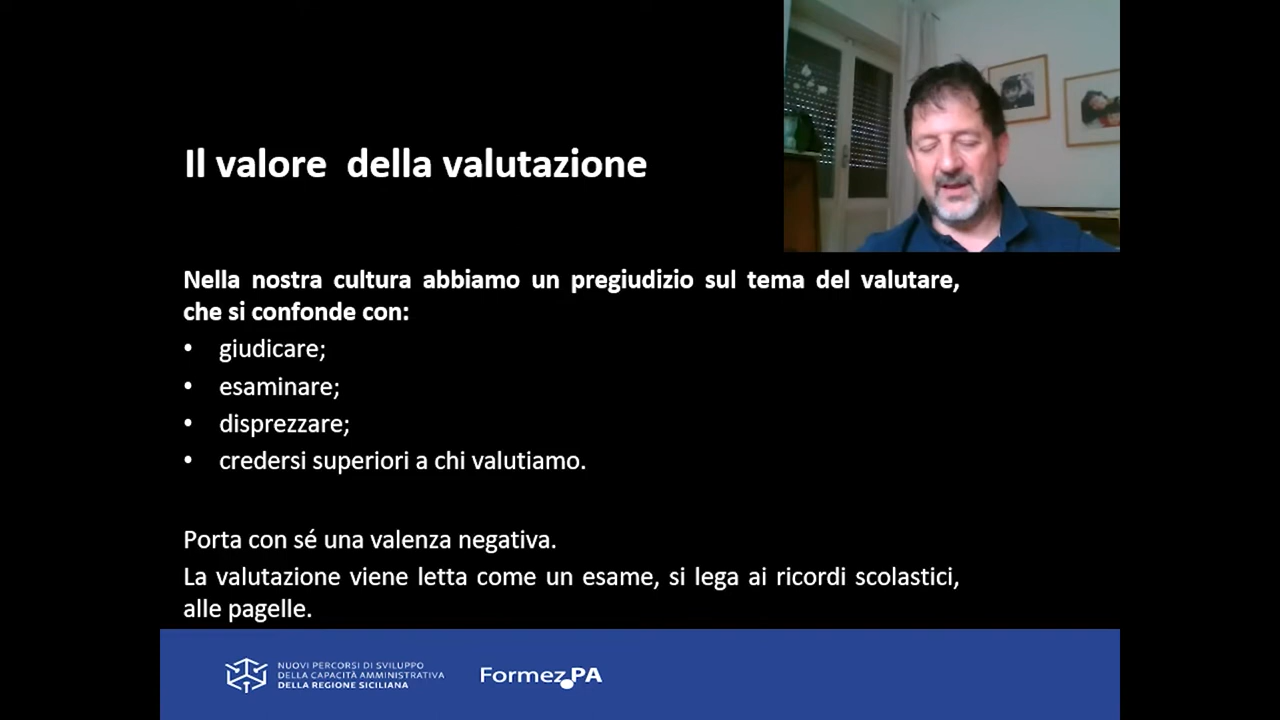 Il valore  della valutazione
Nella nostra cultura abbiamo un pregiudizio sul tema del valutare,
che si confonde con:
• giudicare;
• esaminare;
• disprezzare;
• credersi superiori a chi valutiamo.
Porta con sé una valenza negativa.
La valutazione viene letta come un esame, si lega ai ricordi scolastici,
alle pagelle.
NUOVI PERCORSI DI SVILUPPO
DELLA CAPACITÀ AMMINISTRATIVA
DELLA REGIONE SICILIANA
Formez PA